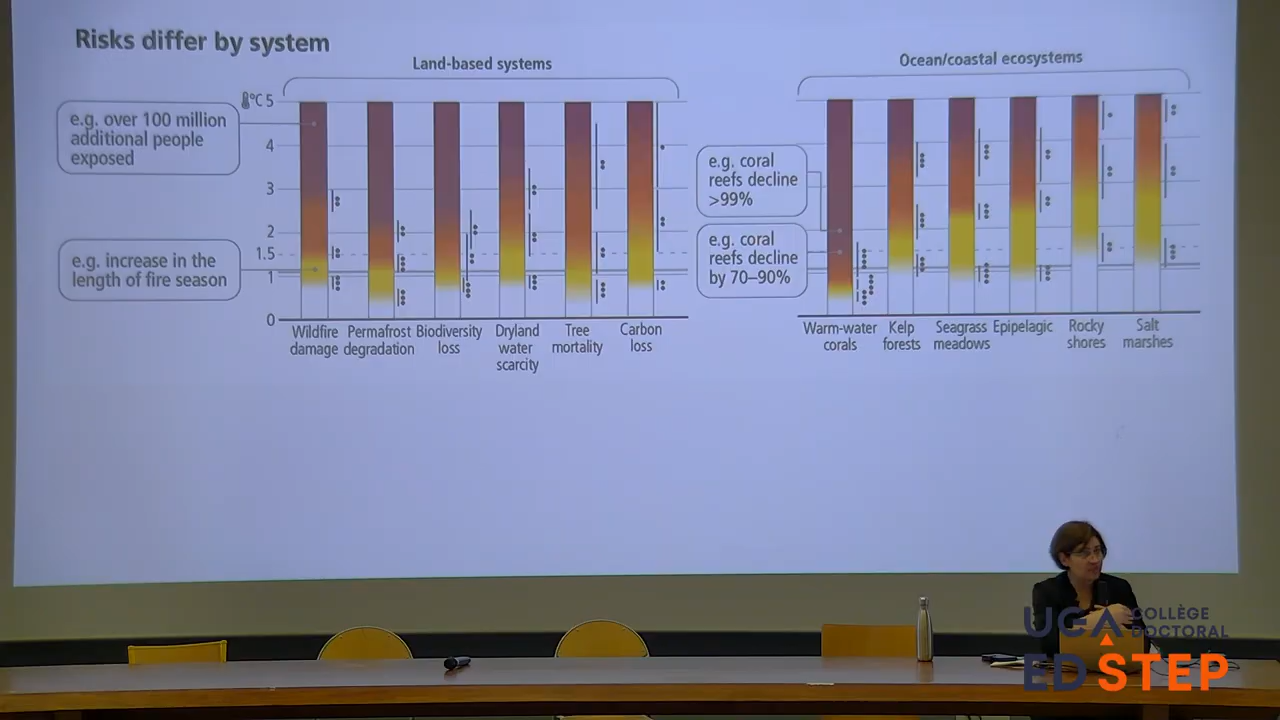 Risks differ by system
Land-based systems
°C 5
4
3
2
1.5
1
0
e.g. over 100 million
additional people
exposed
e.g. increase in the
length of fire season
Wildfire
damage
Permafrost
degradation
Biodiversity
loss
Dryland
water
scarcity
Tree
mortality
Carbon
loss
Ocean/coastal ecosystems
e.g. coral
reefs decline
>99%
e.g. coral
reefs decline
by 70–90%
Warm-water
corals
Kelp
forests
Seagrass
meadows
Epipelagic
Rocky
shores
Salt
marshes
UGA COLLÈGE
DOCTORAL
ED STEP